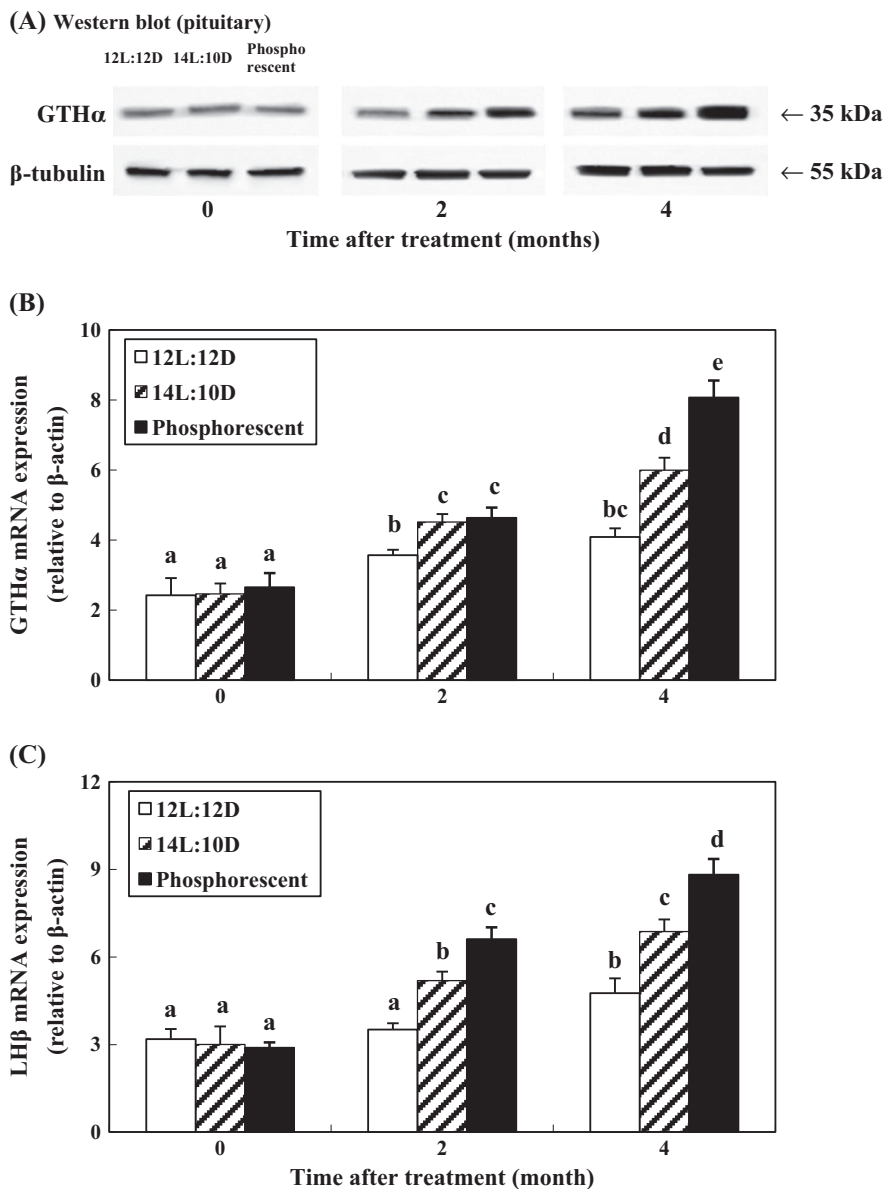 (A) Western blot (pituitary)
12L:12D 14L:10D Phospho
rescent
GTHα ← 35 kDa
β-tubulin ← 55 kDa
0 2 4
Time after treatment (months)
(B)
10
8
6
4
2
0
GTHα mRNA expression
(relative to β-actin)
12L:12D
14L:10D
Phosphorescent
a a a
b c c
bc d e
0 2 4
(C)
12
9
6
3
0
LHβ mRNA expression
(relative to β-actin)
12L:12D
14L:10D
Phosphorescent
a a a
a b c
b c d
0 2 4
Time after treatment (month)